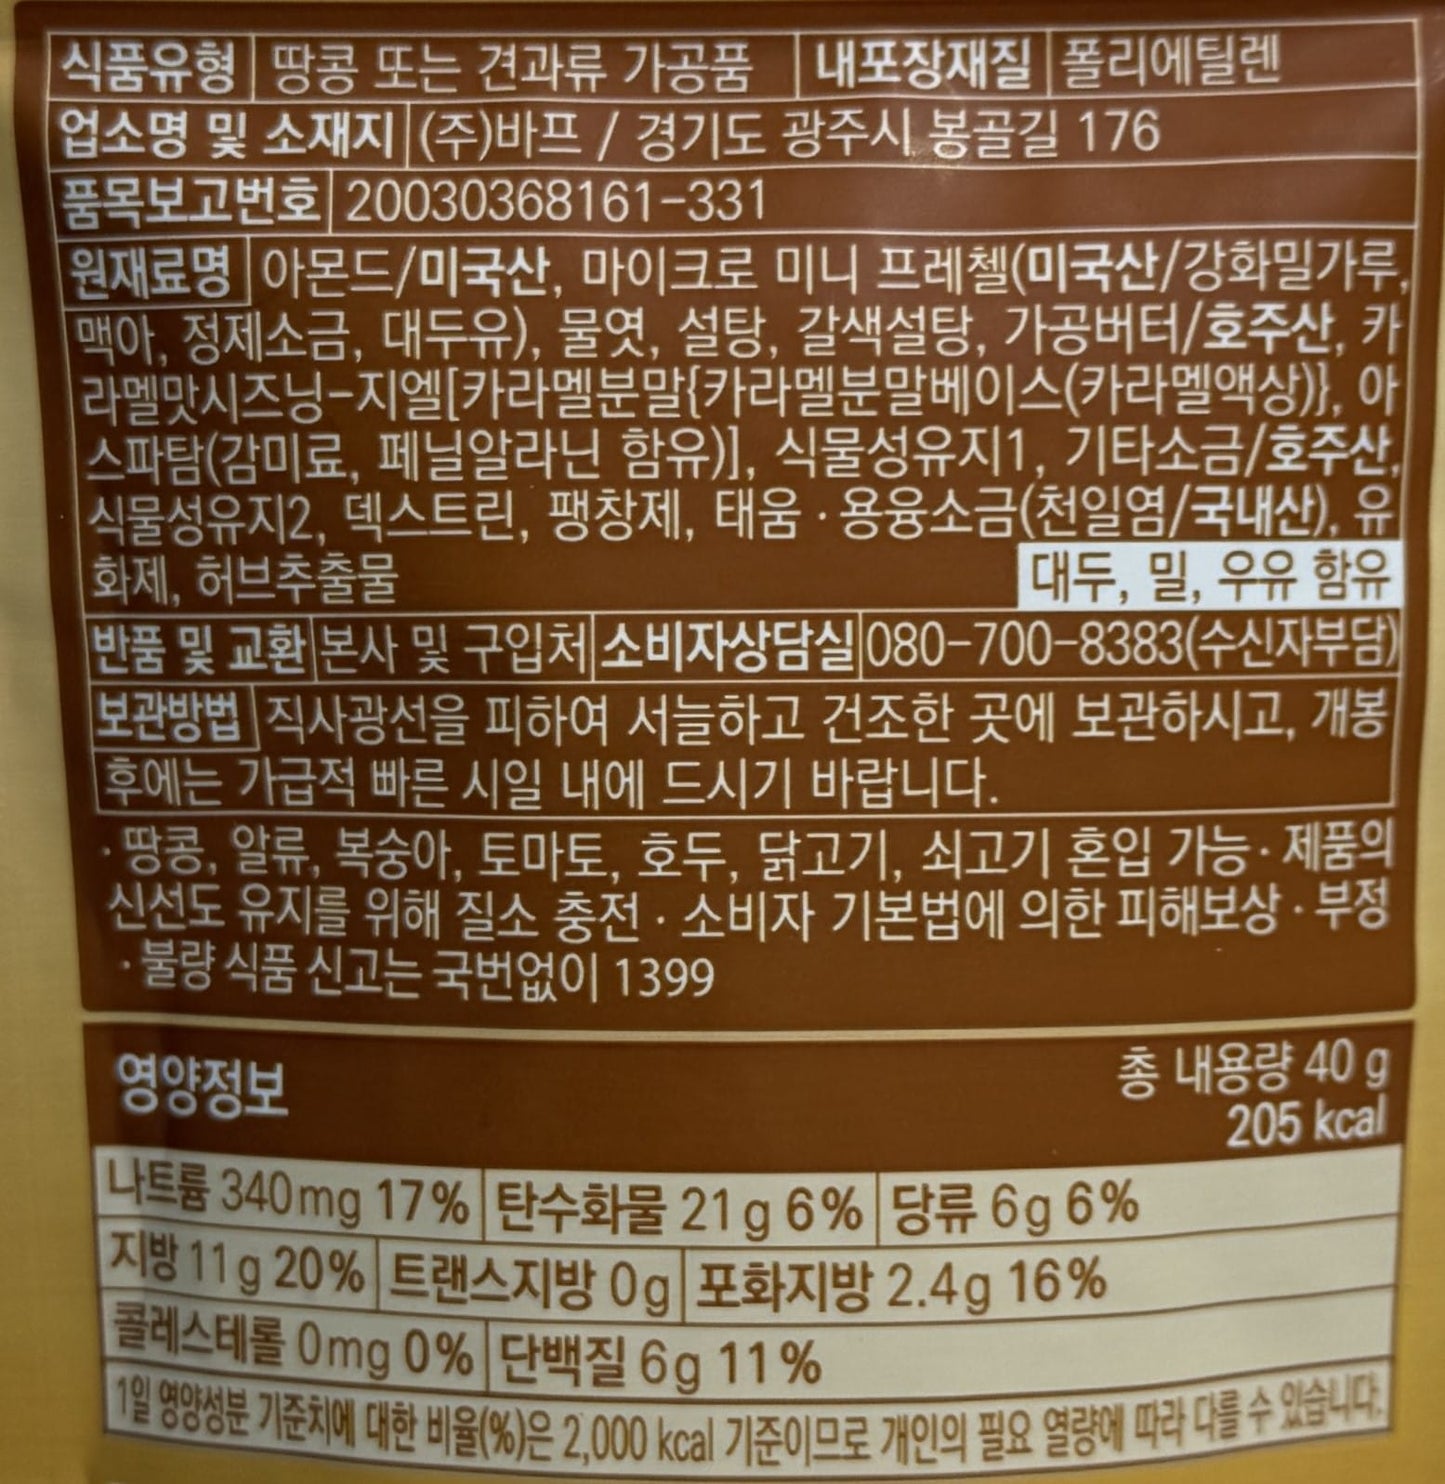 식품유형 땅콩 또는 견과류 가공품 내포장재질 폴리에틸렌
업소명 및 소재지 (주)바프 / 경기도 광주시 봉골길 176
품목보고번호 20030368161-331
원재료명 아몬드/미국산, 마이크로 미니 프레첼(미국산/강화밀가루,
맥아, 정제소금, 대두유), 물엿, 설탕, 갈색설탕, 가공버터/호주산, 카
라멜맛시즈닝-지엘[카라멜분말{카라멜분말베이스(카라멜액상)}, 아
스파탐(감미료, 페닐알라닌 함유)], 식물성유지1, 기타소금/호주산,
식물성유지2, 덱스트린, 팽창제, 태움 · 용융소금(천일염/국내산), 유
화제, 허브추출물 대두, 밀, 우유 함유
반품 및 교환 본사 및 구입처 소비자상담실 080-700-8383(수신자부담)
보관방법 직사광선을 피하여 서늘하고 건조한 곳에 보관하시고, 개봉
후에는 가급적 빠른 시일 내에 드시기 바랍니다.
· 땅콩, 알류, 복숭아, 토마토, 호두, 닭고기, 쇠고기 혼입 가능 · 제품의
신선도 유지를 위해 질소 충전 · 소비자 기본법에 의한 피해보상 · 부정
· 불량 식품 신고는 국번없이 1399
영양정보 총 내용량 40 g
205 kcal
나트륨 340mg 17% 탄수화물 21g 6% 당류 6g 6%
지방 11g 20% 트랜스지방 0g 포화지방 2.4g 16%
콜레스테롤 0mg 0% 단백질 6g 11%
1일 영양성분 기준치에 대한 비율(%)은 2,000 kcal 기준이므로 개인의 필요 열량에 따라 다를 수 있습니다.